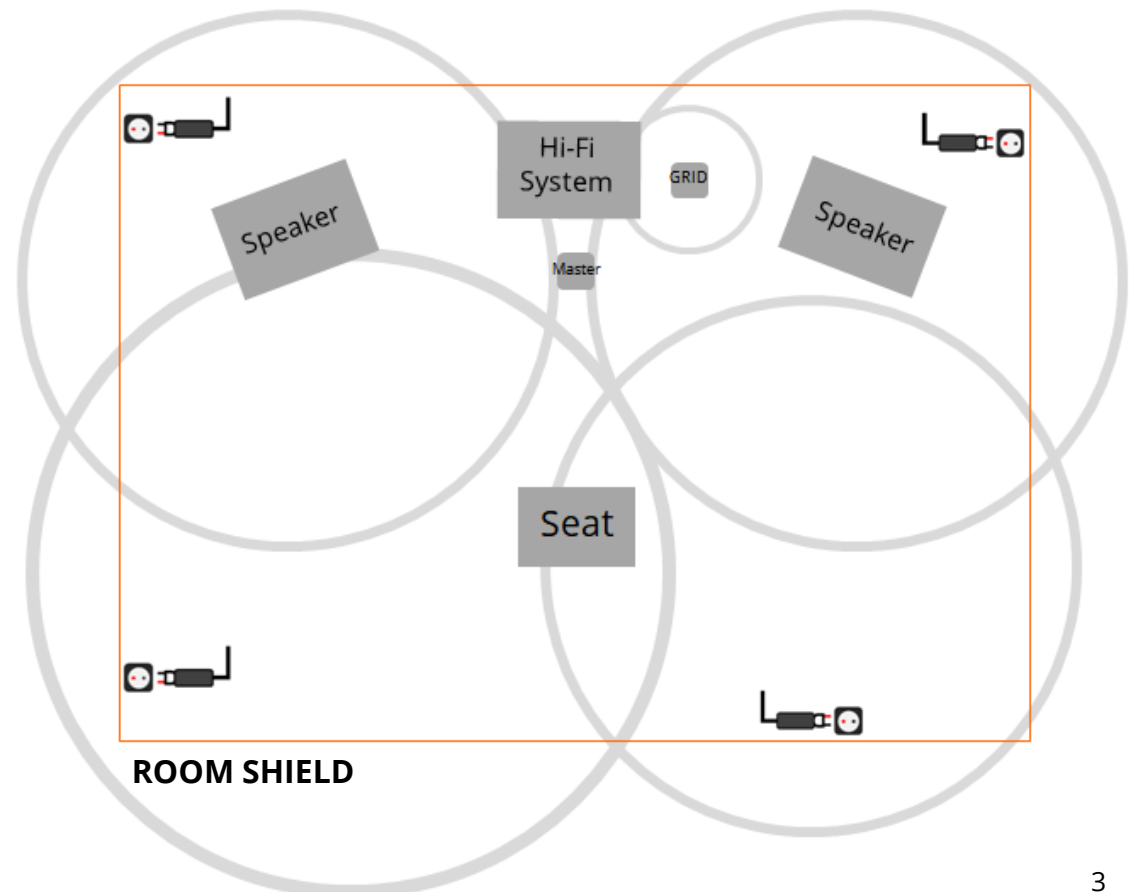 Hi-Fi
System
GRID
Speaker
Speaker
Master
Seat
ROOM SHIELD
3